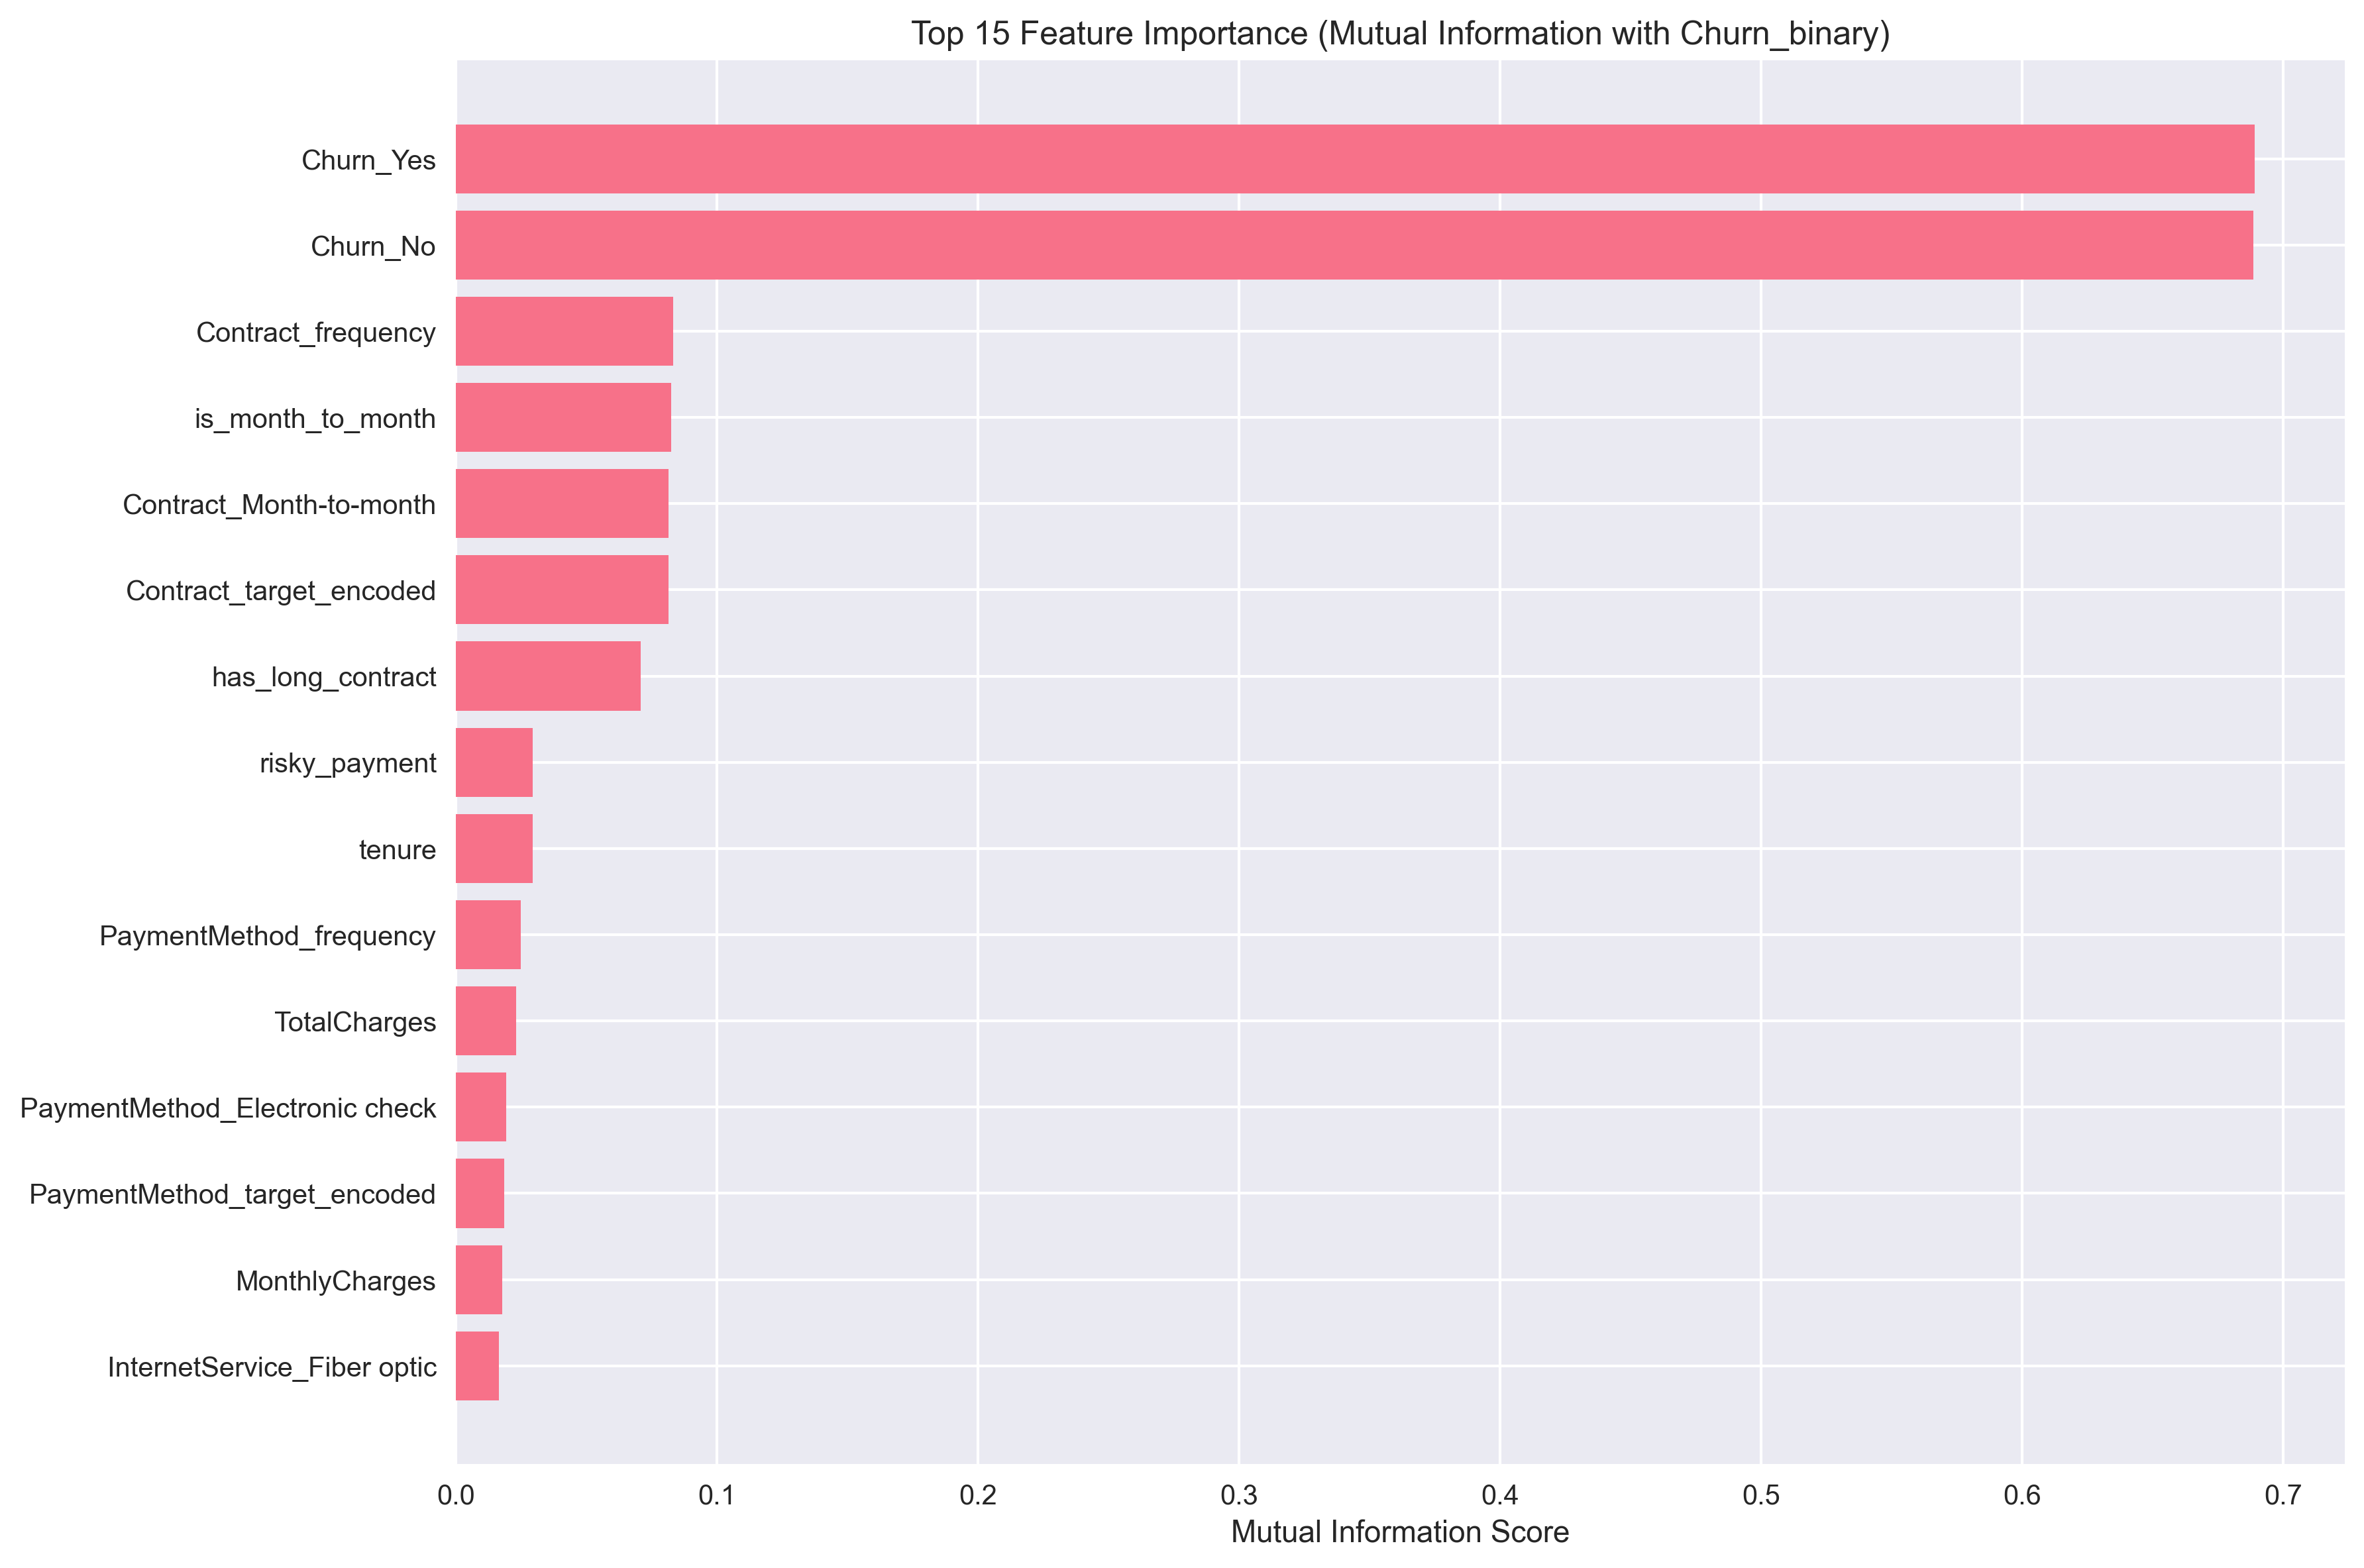 Top 15 Feature Importance (Mutual Information with Churn_binary)
Churn_Yes
Churn_No
Contract_frequency
is_month_to_month
Contract_Month-to-month
Contract_target_encoded
has_long_contract
risky_payment
tenure
PaymentMethod_frequency
TotalCharges
PaymentMethod_Electronic check
PaymentMethod_target_encoded
MonthlyCharges
InternetService_Fiber optic
0.0 0.1 0.2 0.3 0.4 0.5 0.6 0.7
Mutual Information Score